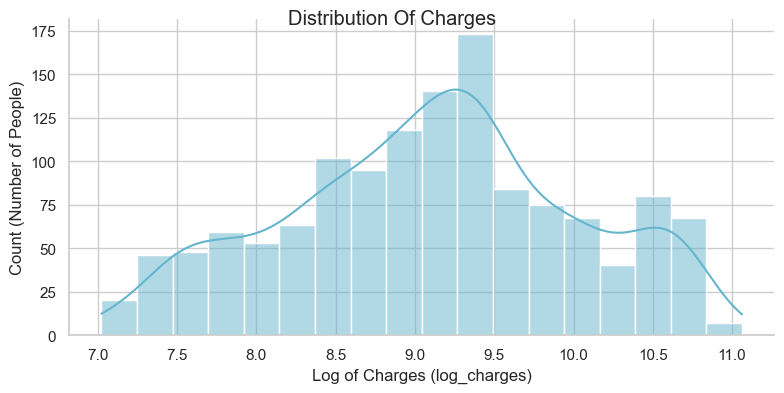 Distribution Of Charges
175
150
125
100
75
50
25
0
Count (Number of People)
7.0 7.5 8.0 8.5 9.0 9.5 10.0 10.5 11.0
Log of Charges (log_charges)